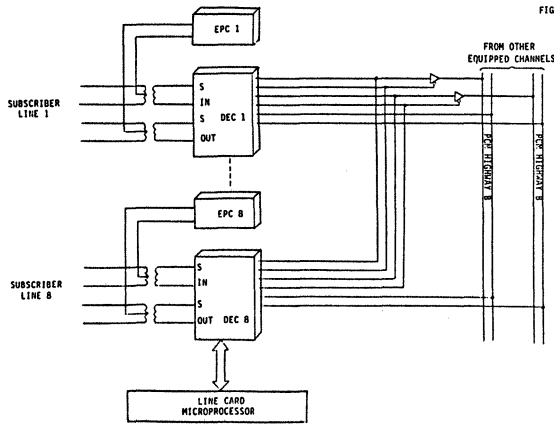 FIG
EPC 1
FROM OTHER
EQUIPPED CHANNELS
SUBSCRIBER
LINE 1
S
IN
S
OUT
DEC 1
PCM HIGHWAY B
PCM HIGHWAY B
EPC 8
SUBSCRIBER
LINE 8
S
IN
S
OUT DEC 8
LINE CARD
MICROPROCESSOR